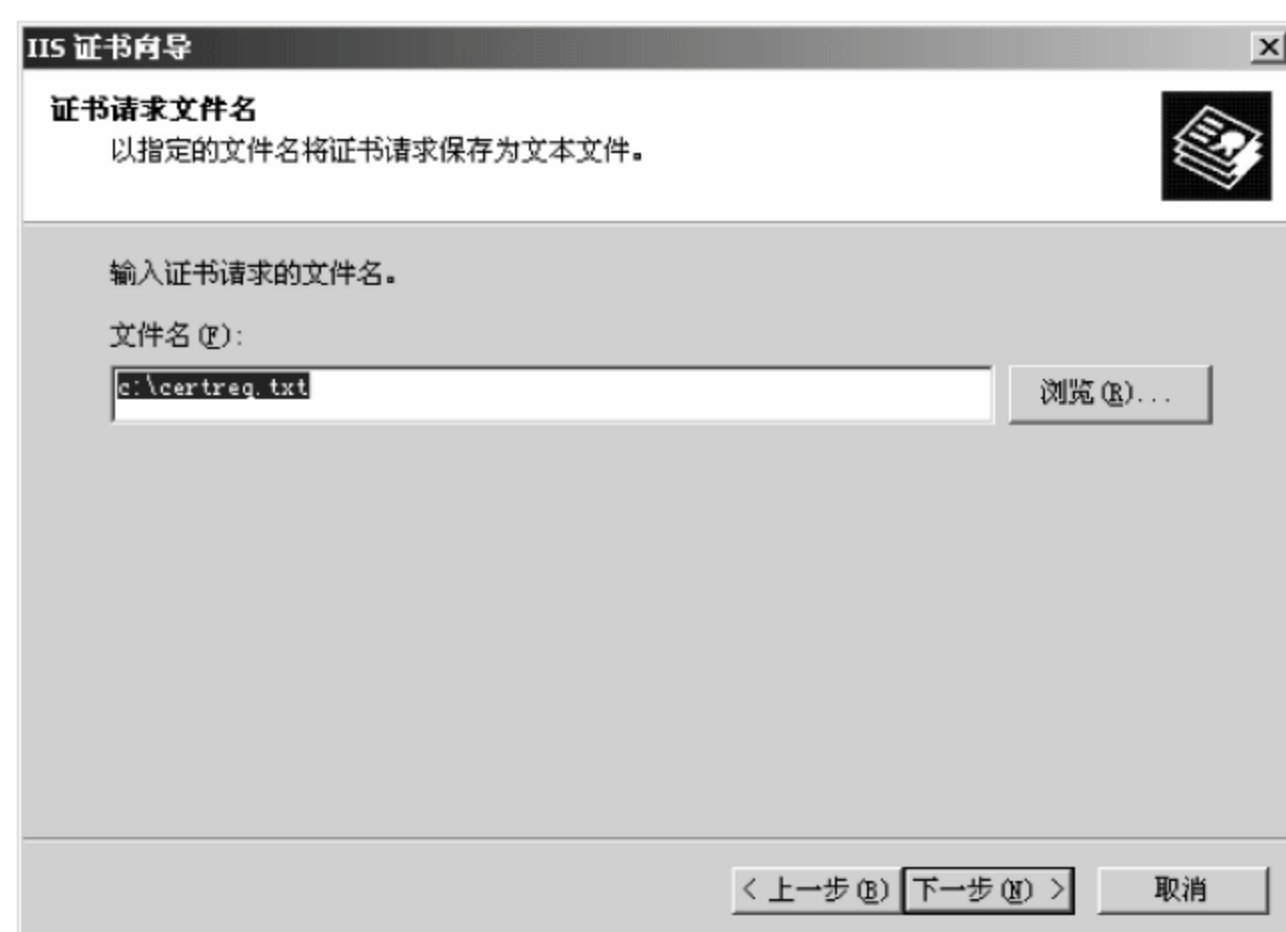 IIS 证书向导
证书请求文件名
以指定的文件名将证书请求保存为文本文件。
输入证书请求的文件名。
文件名(F):
c:\certreq.txt
浏览(R)...
< 上一步(B) 下一步(N) > 取消